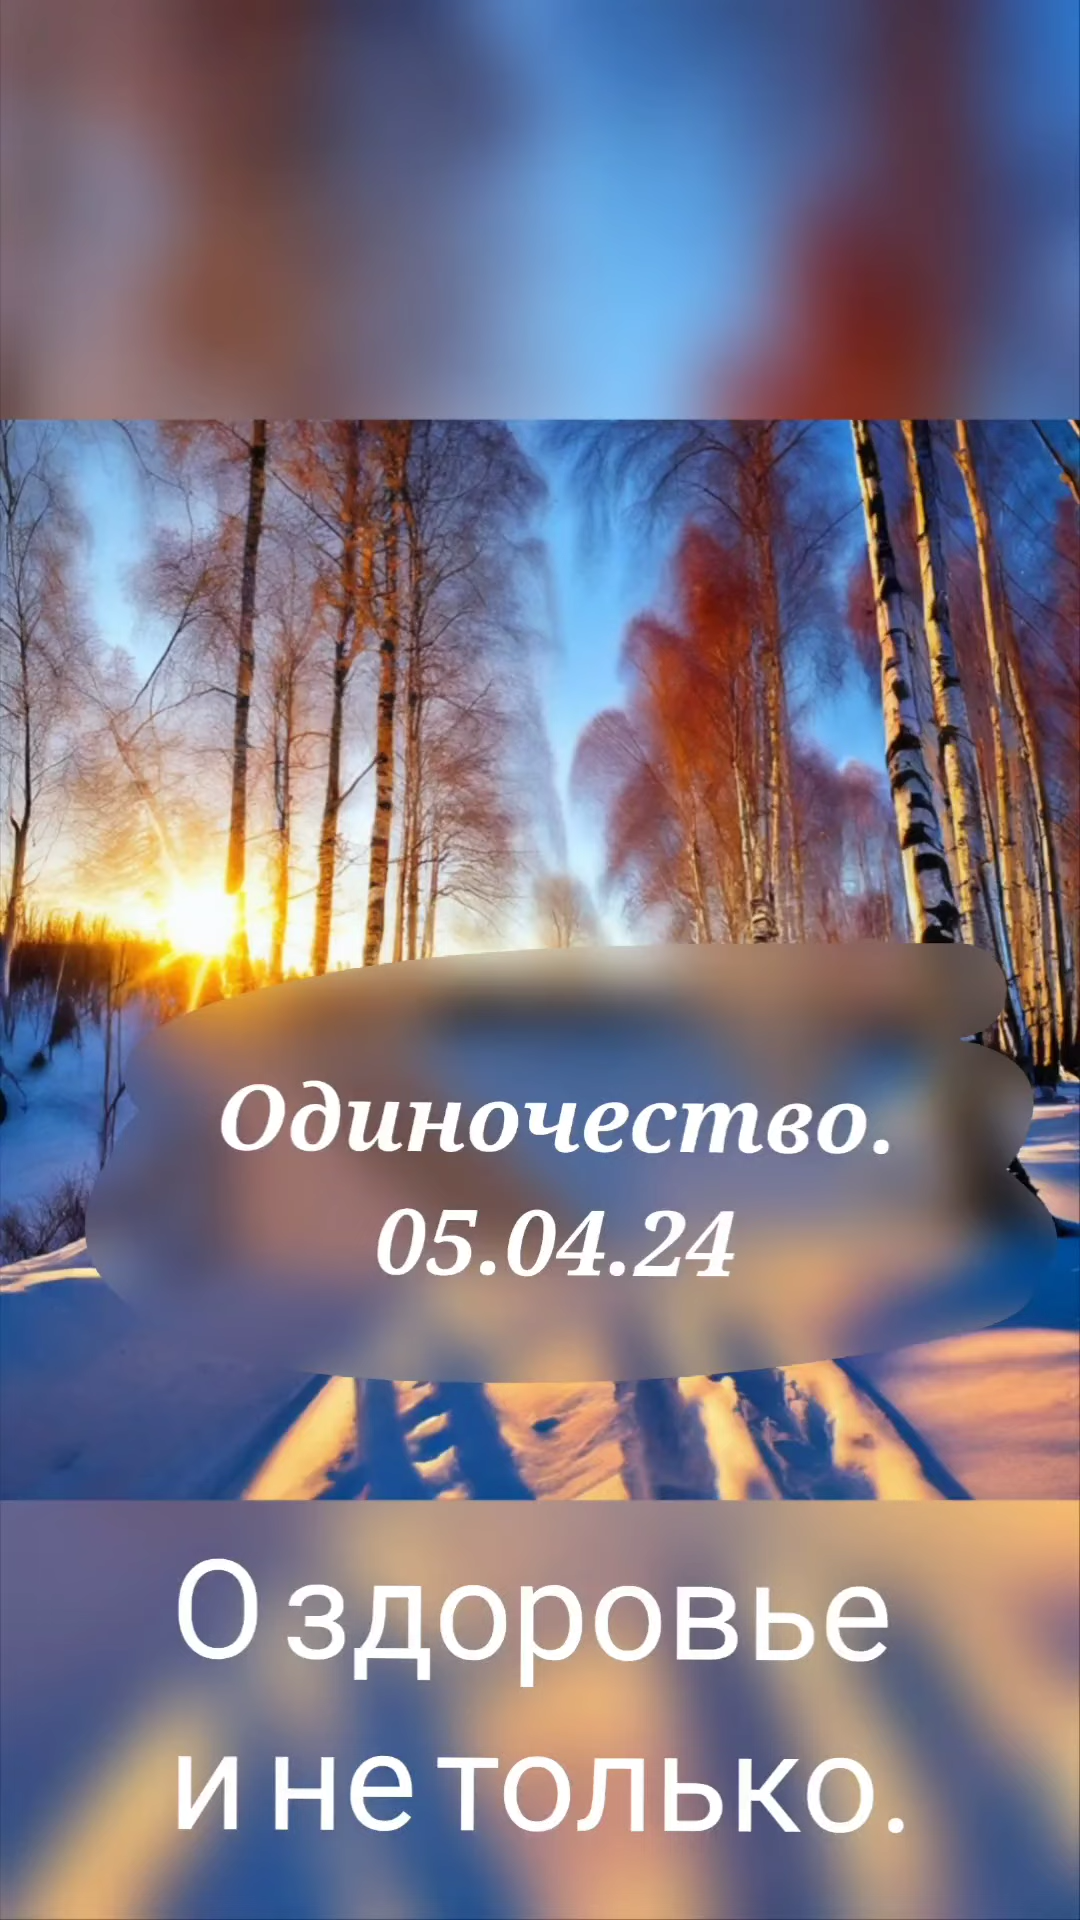 Одиночество.
05.04.24
О здоровье
и не только.